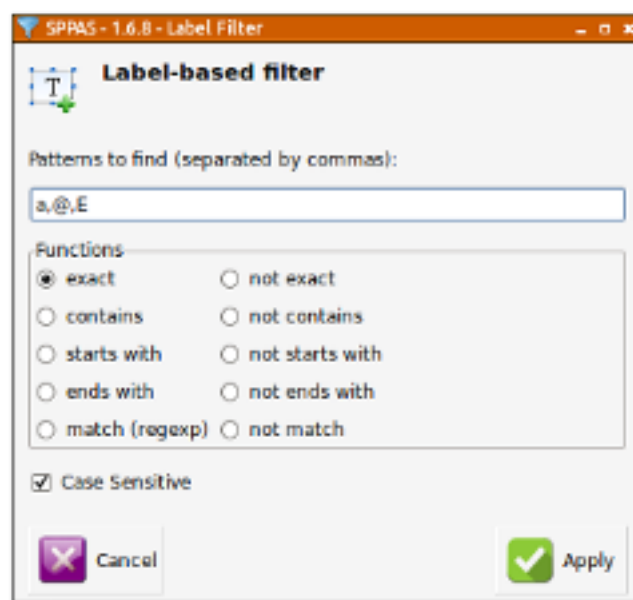 SPPAS - 1.6.8 - Label Filter
T
Label-based filter
Patterns to find (separated by commas):
a,@,E
Functions
exact
not exact
contains
not contains
starts with
not starts with
ends with
not ends with
match (regexp)
not match
Case Sensitive
Cancel
Apply